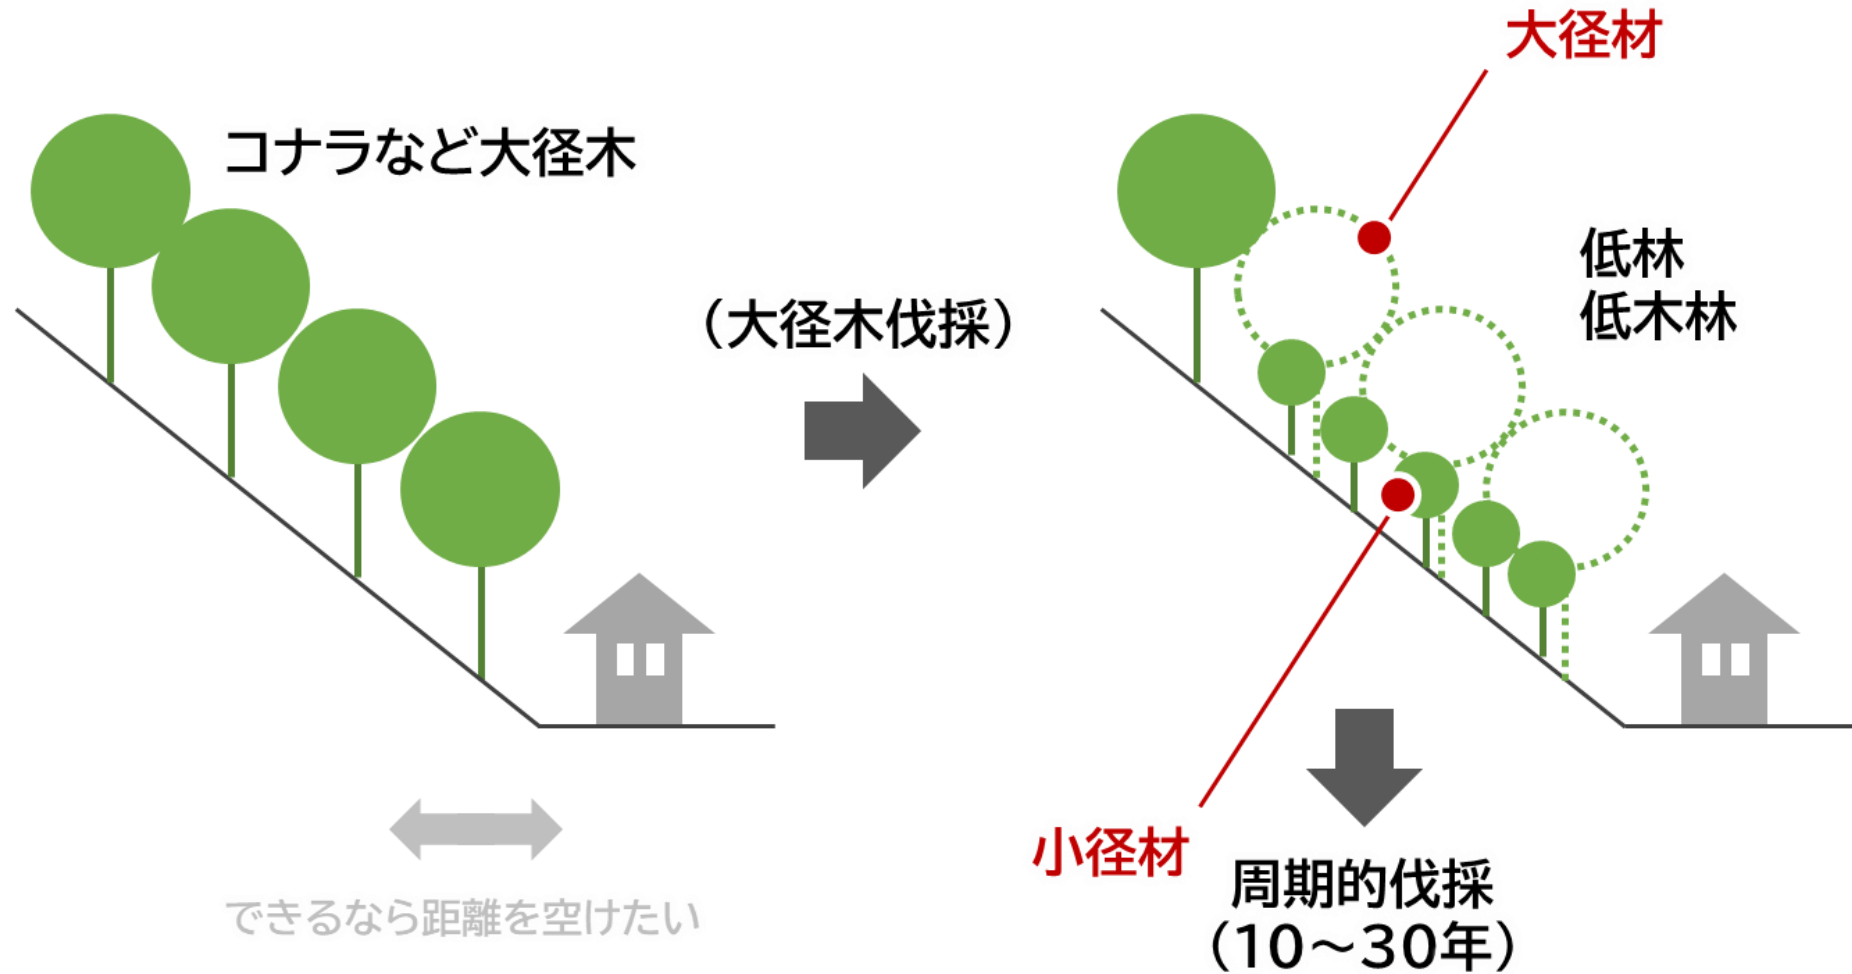 コナラなど大径木
(大径木伐採)
大径材
低林
低木林
小径材
周期的伐採
(10～30年)
できるなら距離を空けたい